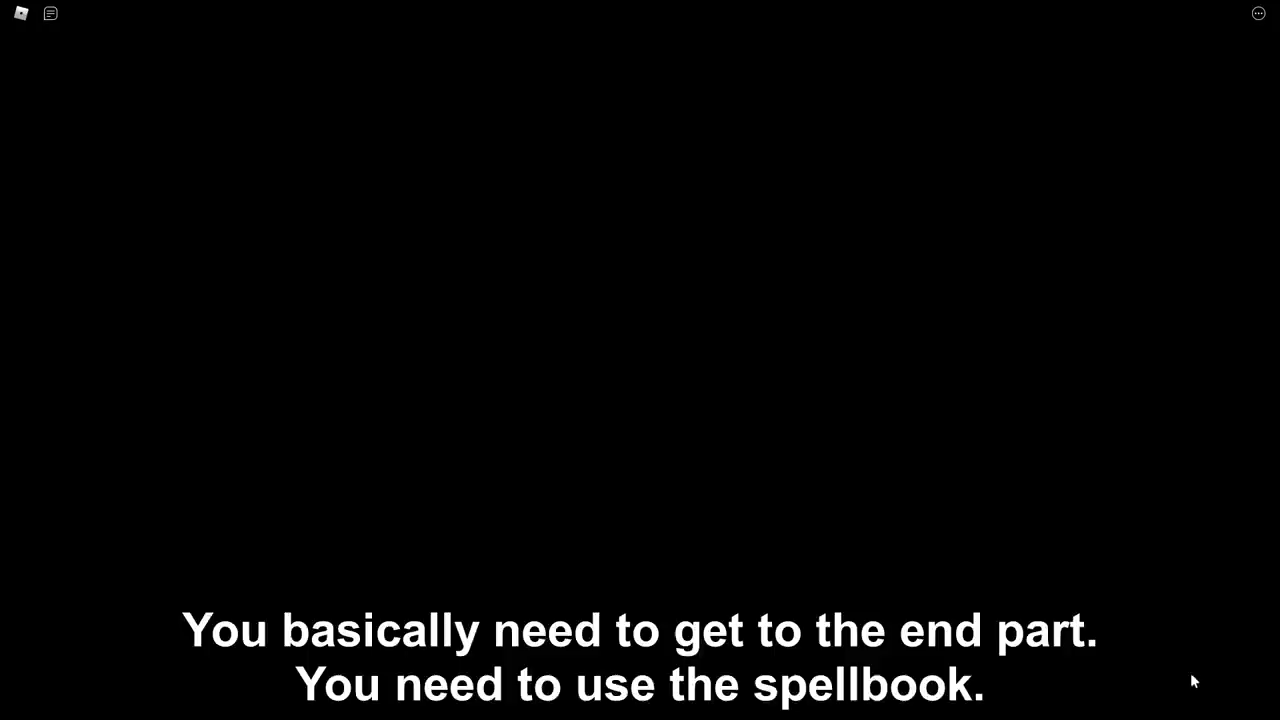 You basically need to get to the end part.
You need to use the spellbook.